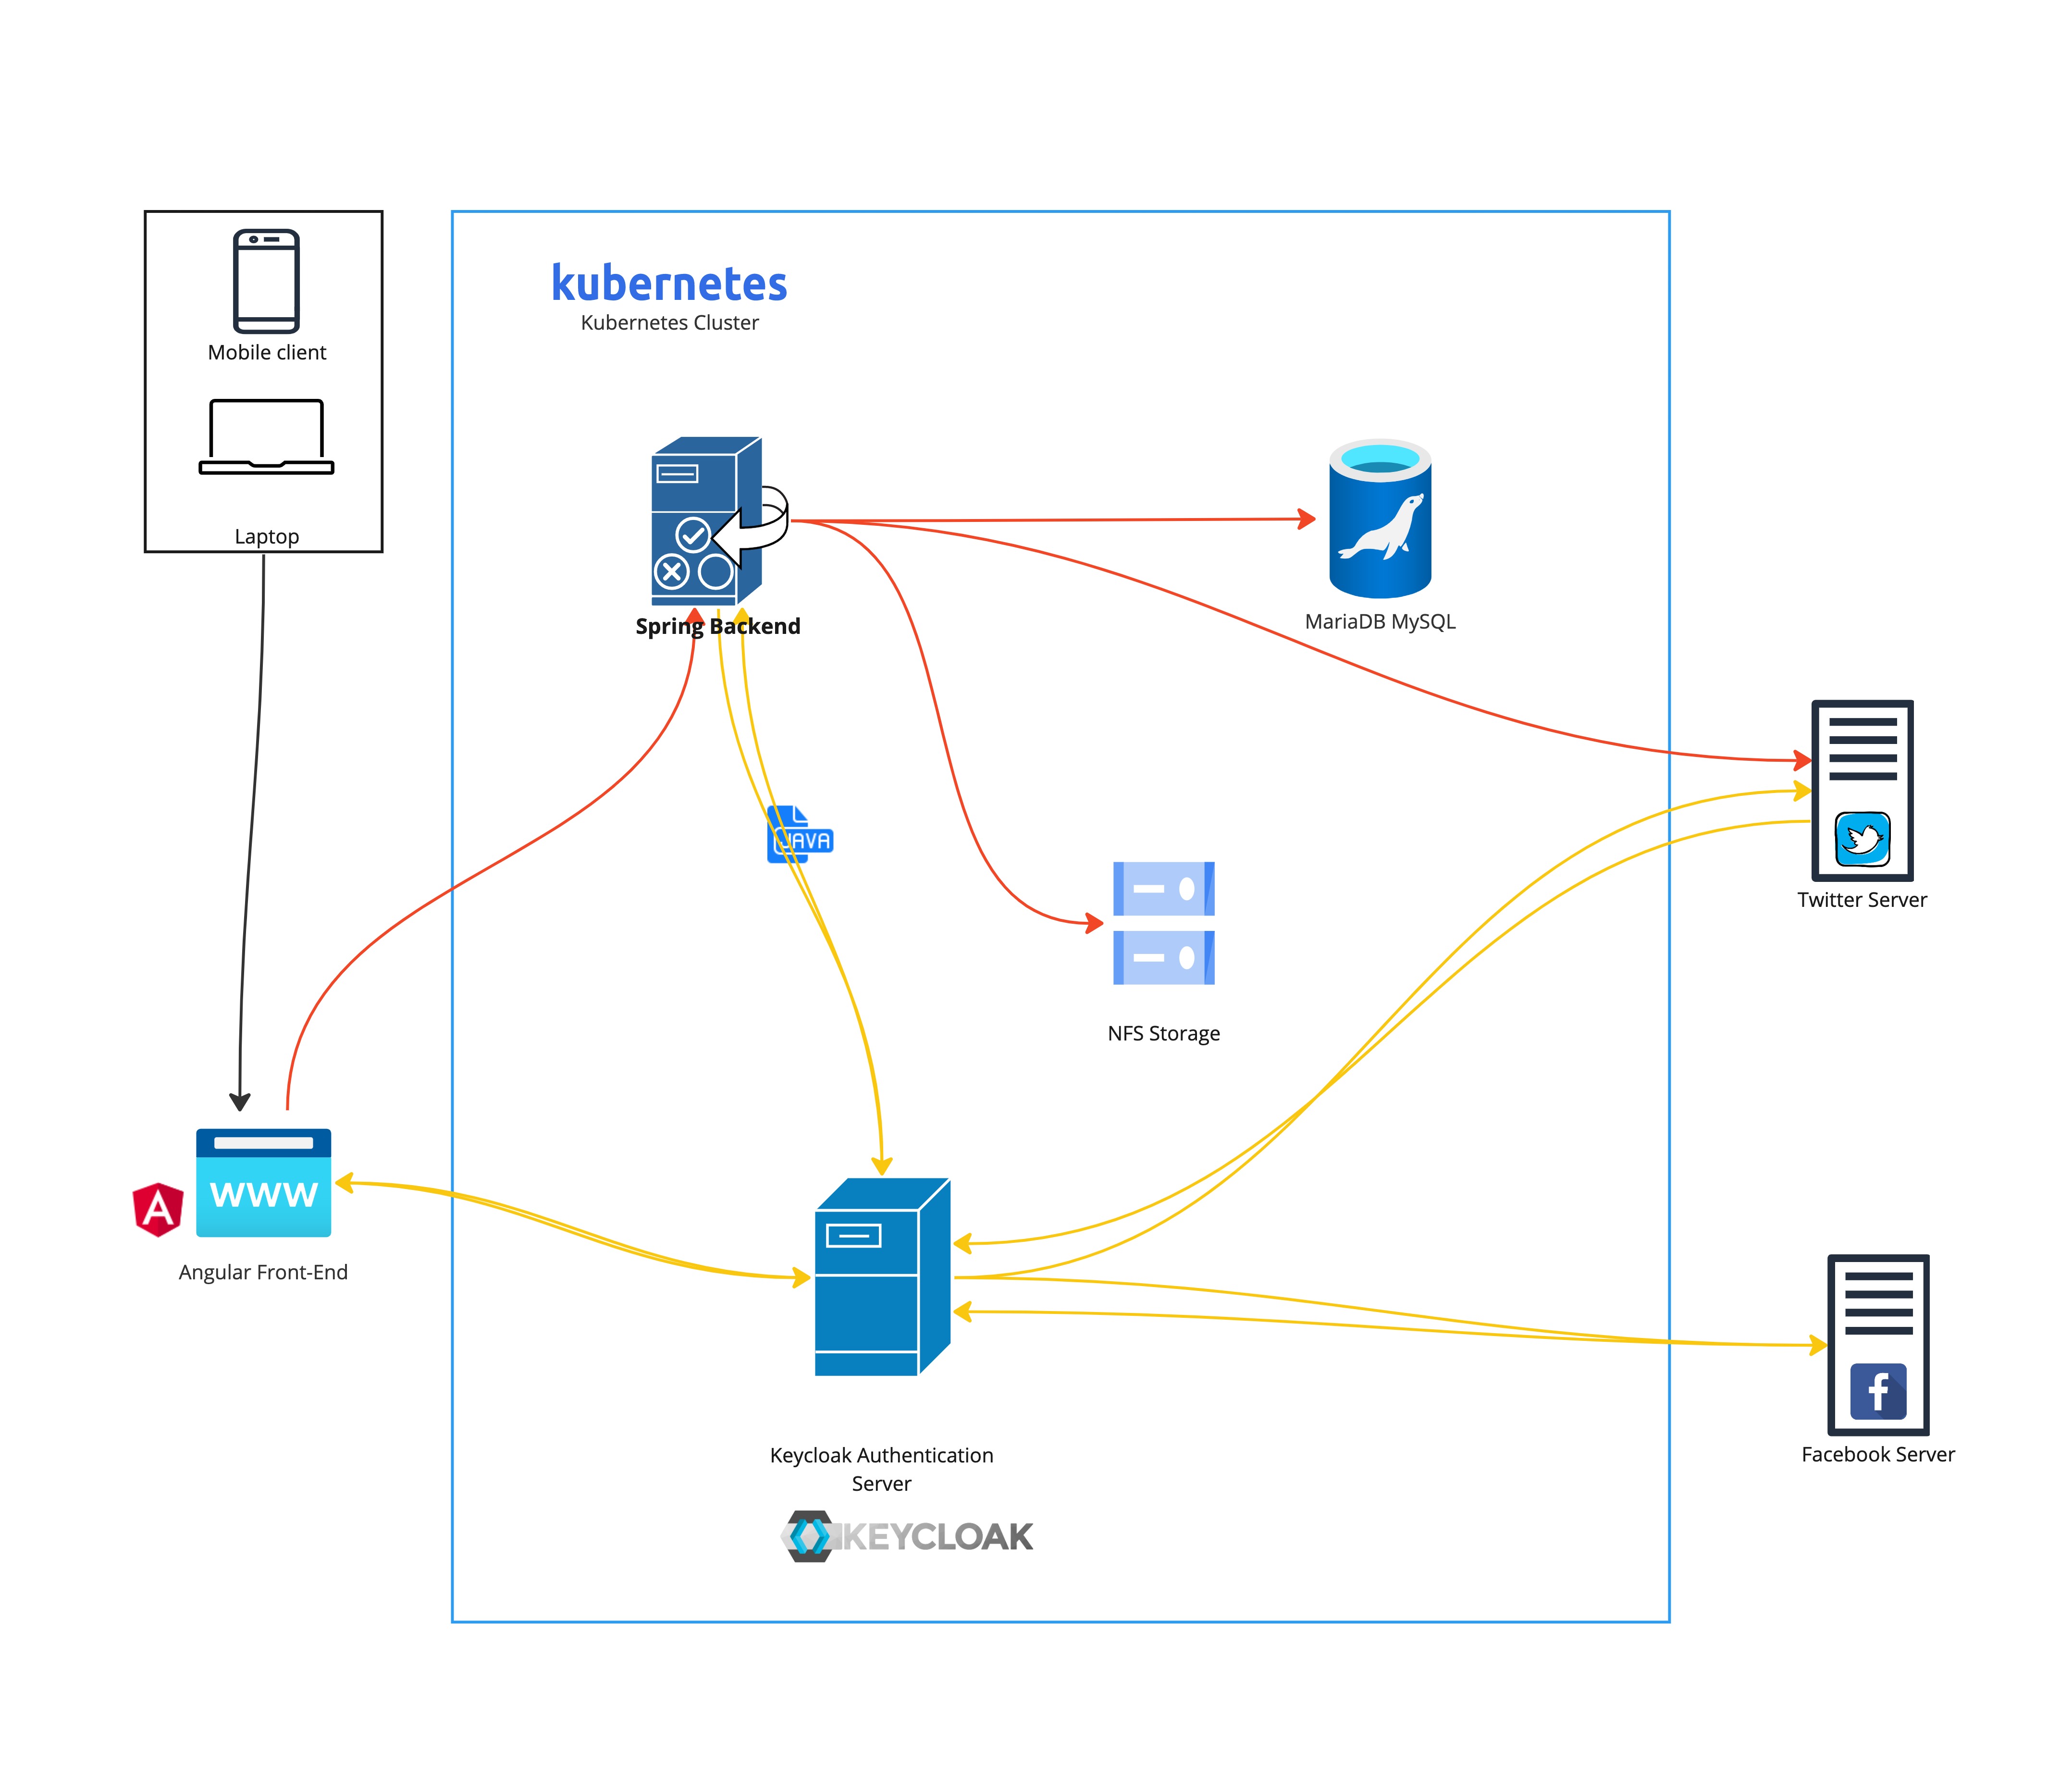 Mobile client
Laptop
kubernetes
Kubernetes Cluster
Spring Backend
MariaDB MySQL
JAVA
Twitter Server
NFS Storage
WWW
A
Angular Front-End
f
Facebook Server
Keycloak Authentication
Server
KEYCLOAK